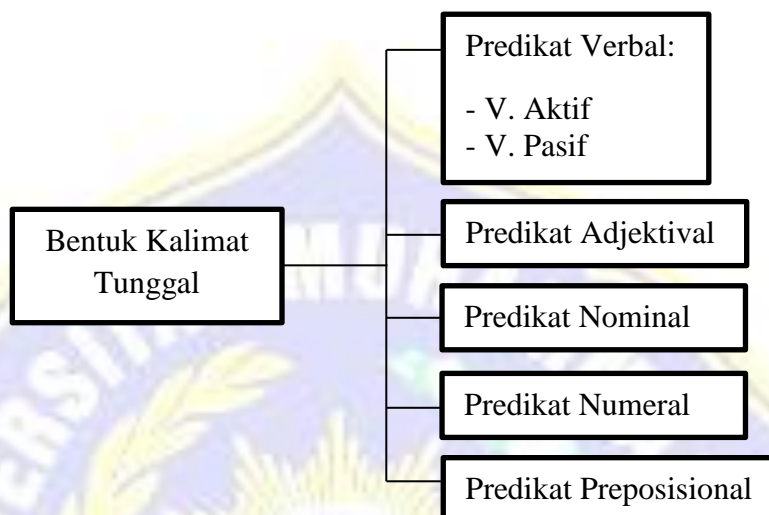 Predikat Verbal:
- V. Aktif
- V. Pasif
Bentuk Kalimat
Tunggal
Predikat Adjektival
Predikat Nominal
Predikat Numeral
Predikat Preposisional